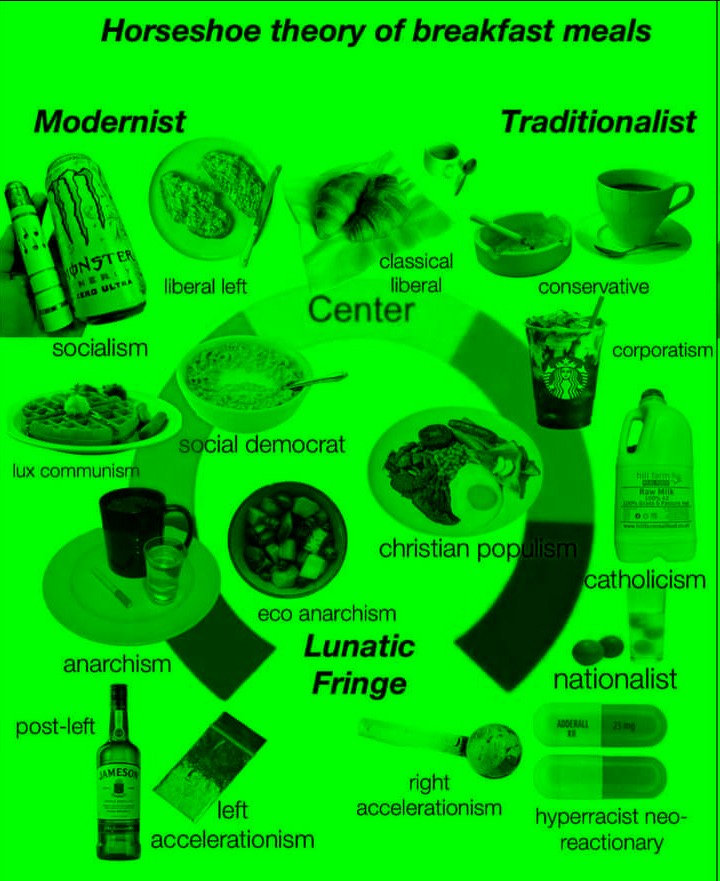 Horseshoe theory of breakfast meals
Modernist
Traditionalist
MONSTER
ENERGY
ZERO ULTRA
liberal left
classical
liberal
conservative
Center
socialism
corporatism
social democrat
lux communism
hill farm
Raw Milk
christian populism
catholicism
eco anarchism
anarchism
Lunatic
Fringe
nationalist
post-left
JAMESON
left
accelerationism
right
accelerationism
ADDERALL
XR
25 mg
hyperracist neo-
reactionary